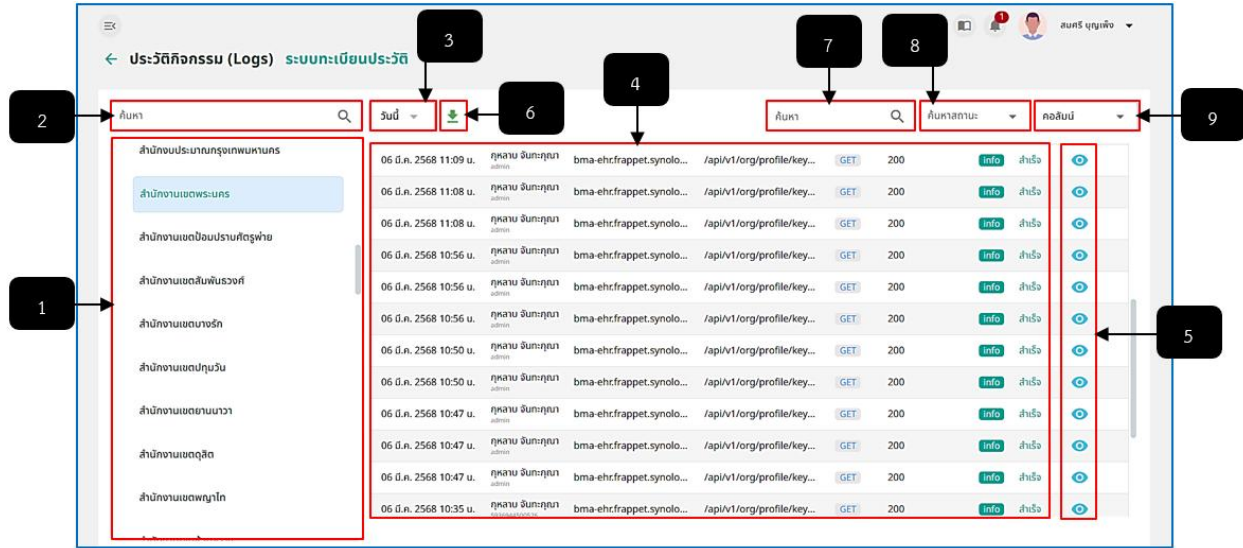 1
สมศรี บุญเพ็ง
ประวัติกิจกรรม (Logs) ระบบทะเบียนประวัติ
3
7
8
4
2
6
9
ค้นหา
วันนี้
ค้นหา
ค้นหาสถานะ
คอลัมน์
สำนักงบประมาณกรุงเทพมหานคร
สำนักงานเขตพระนคร
สำนักงานเขตป้อมปราบศัตรูพ่าย
สำนักงานเขตสัมพันธวงศ์
สำนักงานเขตบางรัก
สำนักงานเขตปทุมวัน
สำนักงานเขตยานนาวา
สำนักงานเขตดุสิต
สำนักงานเขตพญาไท
1
5
06 มี.ค. 2568 11:09 น. กุหลาบ จันทะคุณา bma-ehr.frappet.synolo... /api/v1/org/profile/key... GET 200 info สำเร็จ
admin
06 มี.ค. 2568 11:08 น. กุหลาบ จันทะคุณา bma-ehr.frappet.synolo... /api/v1/org/profile/key... GET 200 info สำเร็จ
admin
06 มี.ค. 2568 11:08 น. กุหลาบ จันทะคุณา bma-ehr.frappet.synolo... /api/v1/org/profile/key... GET 200 info สำเร็จ
admin
06 มี.ค. 2568 10:56 น. กุหลาบ จันทะคุณา bma-ehr.frappet.synolo... /api/v1/org/profile/key... GET 200 info สำเร็จ
admin
06 มี.ค. 2568 10:56 น. กุหลาบ จันทะคุณา bma-ehr.frappet.synolo... /api/v1/org/profile/key... GET 200 info สำเร็จ
admin
06 มี.ค. 2568 10:56 น. กุหลาบ จันทะคุณา bma-ehr.frappet.synolo... /api/v1/org/profile/key... GET 200 info สำเร็จ
admin
06 มี.ค. 2568 10:50 น. กุหลาบ จันทะคุณา bma-ehr.frappet.synolo... /api/v1/org/profile/key... GET 200 info สำเร็จ
admin
06 มี.ค. 2568 10:50 น. กุหลาบ จันทะคุณา bma-ehr.frappet.synolo... /api/v1/org/profile/key... GET 200 info สำเร็จ
admin
06 มี.ค. 2568 10:47 น. กุหลาบ จันทะคุณา bma-ehr.frappet.synolo... /api/v1/org/profile/key... GET 200 info สำเร็จ
admin
06 มี.ค. 2568 10:47 น. กุหลาบ จันทะคุณา bma-ehr.frappet.synolo... /api/v1/org/profile/key... GET 200 info สำเร็จ
admin
06 มี.ค. 2568 10:47 น. กุหลาบ จันทะคุณา bma-ehr.frappet.synolo... /api/v1/org/profile/key... GET 200 info สำเร็จ
admin
06 มี.ค. 2568 10:35 น. กุหลาบ จันทะคุณา bma-ehr.frappet.synolo... /api/v1/org/profile/key... GET 200 info สำเร็จ